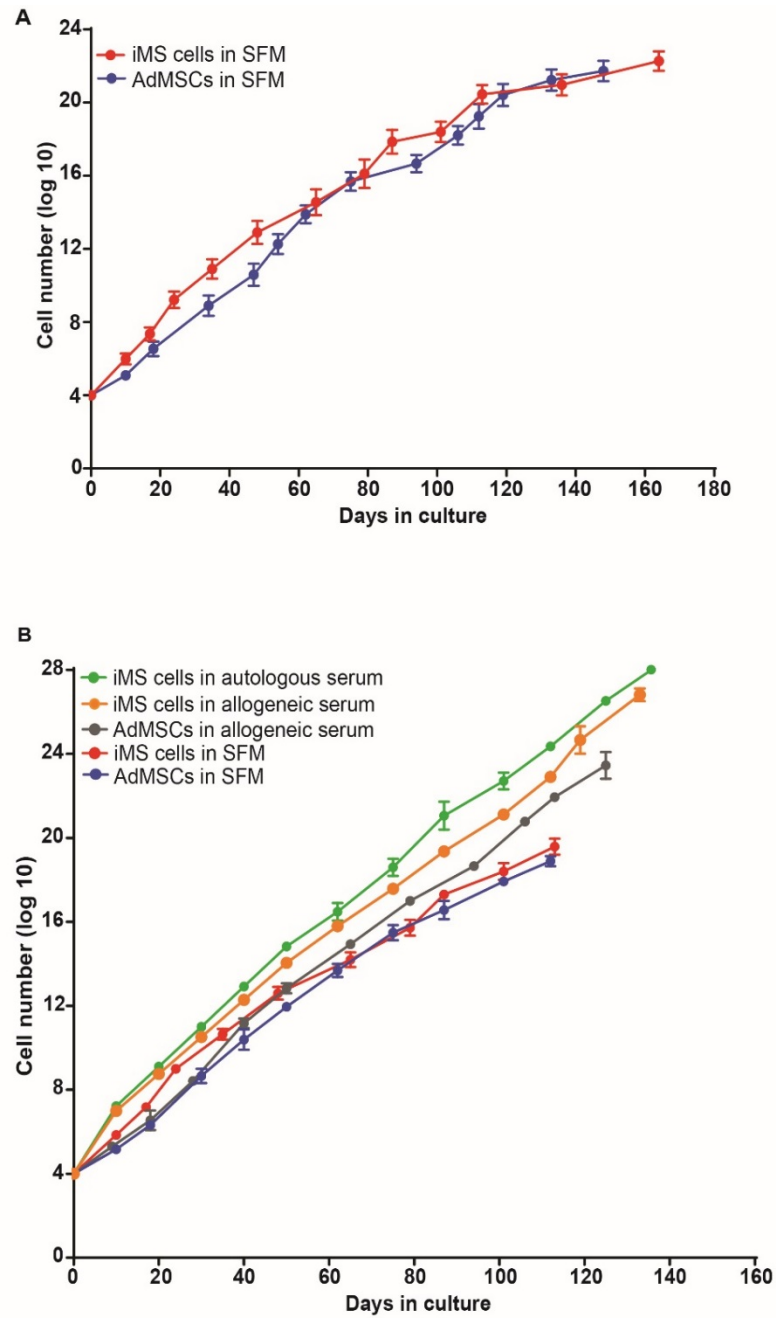 A
24
iMS cells in SFM
AdMSCs in SFM
20
16
12
8
4
0
Cell number (log 10)
0 20 40 60 80 100 120 140 160 180
Days in culture
B
28
iMS cells in autologous serum
iMS cells in allogeneic serum
AdMSCs in allogeneic serum
iMS cells in SFM
AdMSCs in SFM
24
20
16
12
8
4
0
Cell number (log 10)
0 20 40 60 80 100 120 140 160
Days in culture